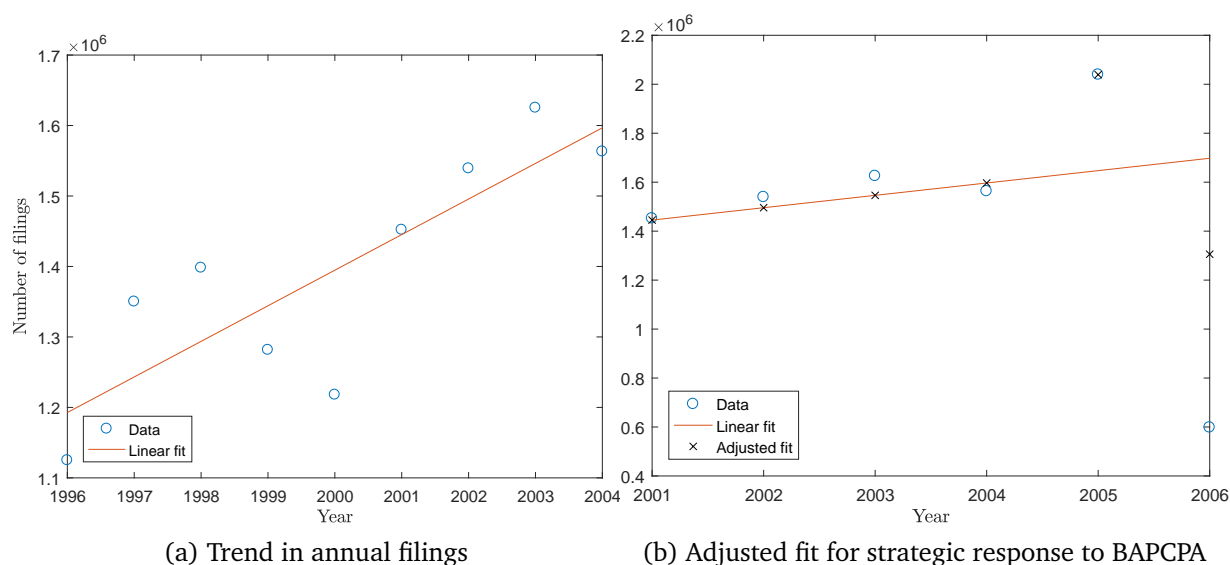 ×10^6
1.7
1.6
1.5
1.4
1.3
1.2
1.1
Number of filings
Data
Linear fit
1996 1997 1998 1999 2000 2001 2002 2003 2004
Year
(a) Trend in annual filings
×10^6
2.2
2
1.8
1.6
1.4
1.2
1
0.8
0.6
0.4
Data
Linear fit
Adjusted fit
2001 2002 2003 2004 2005 2006
Year
(b) Adjusted fit for strategic response to BAPCPA